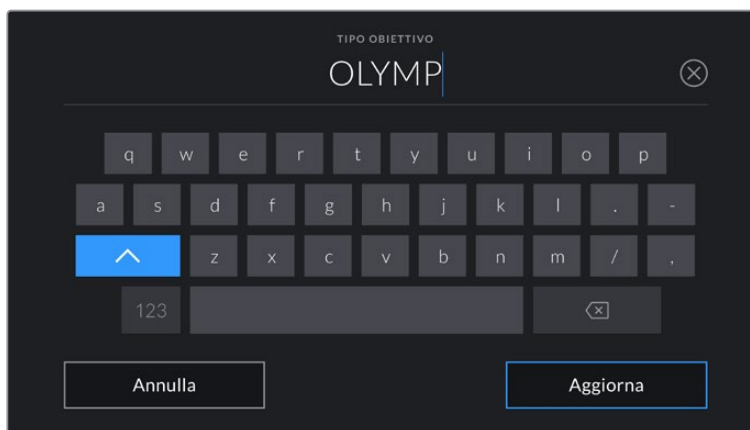 TIPO OBIETTIVO
OLYMP
q w e r t y u i o p
a s d f g h j k l . -
z x c v b n m / ,
123
Annulla Aggiorna